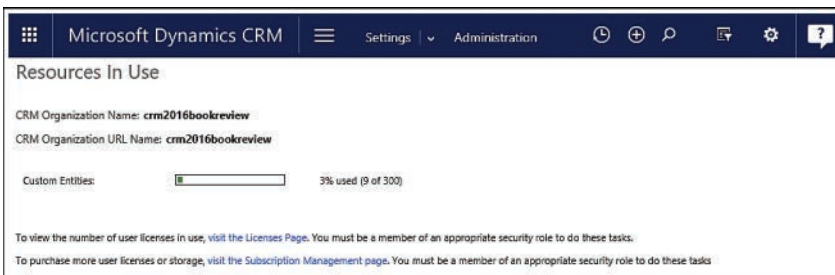 Microsoft Dynamics CRM Settings Administration ?
Resources In Use
CRM Organization Name: crm2016bookreview
CRM Organization URL Name: crm2016bookreview
Custom Entities: 3% used (9 of 300)
To view the number of user licenses in use, visit the Licenses Page. You must be a member of an appropriate security role to do these tasks.
To purchase more user licenses or storage, visit the Subscription Management page. You must be a member of an appropriate security role to do these tasks